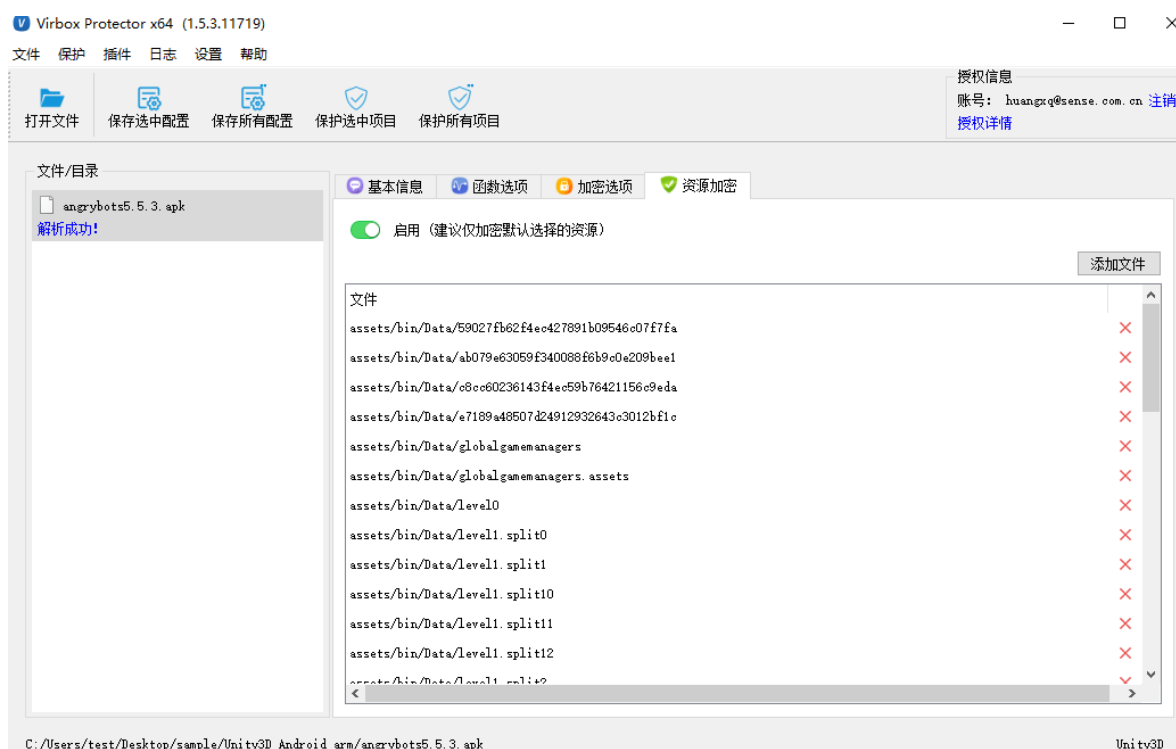 Virbox Protector x64 (1.5.3.11719)
文件 保护 插件 日志 设置 帮助
打开文件 保存选中配置 保存所有配置 保护选中项目 保护所有项目
授权信息
账号: huangxq@sense.com.cn 注销
授权详情
文件/目录
angrybots5.5.3.apk
解析成功!
基本信息 函数选项 加密选项 资源加密
启用 (建议仅加密默认选择的资源)
添加文件
文件
assets/bin/Data/59027fb62f4ec427891b09546c07f7fa
assets/bin/Data/ab079e63059f340088f6b9c0e209bee1
assets/bin/Data/c8cc60236143f4ec59b76421156c9eda
assets/bin/Data/e7189a48507d24912932643c3012bf1c
assets/bin/Data/globalgamemanagers
assets/bin/Data/globalgamemanagers.assets
assets/bin/Data/level0
assets/bin/Data/level1.split0
assets/bin/Data/level1.split1
assets/bin/Data/level1.split10
assets/bin/Data/level1.split11
assets/bin/Data/level1.split12
assets/bin/Data/level1.split2
C:/Users/test/Desktop/sample/Unity3D Android arm/angrybots5.5.3.apk
Unity3D